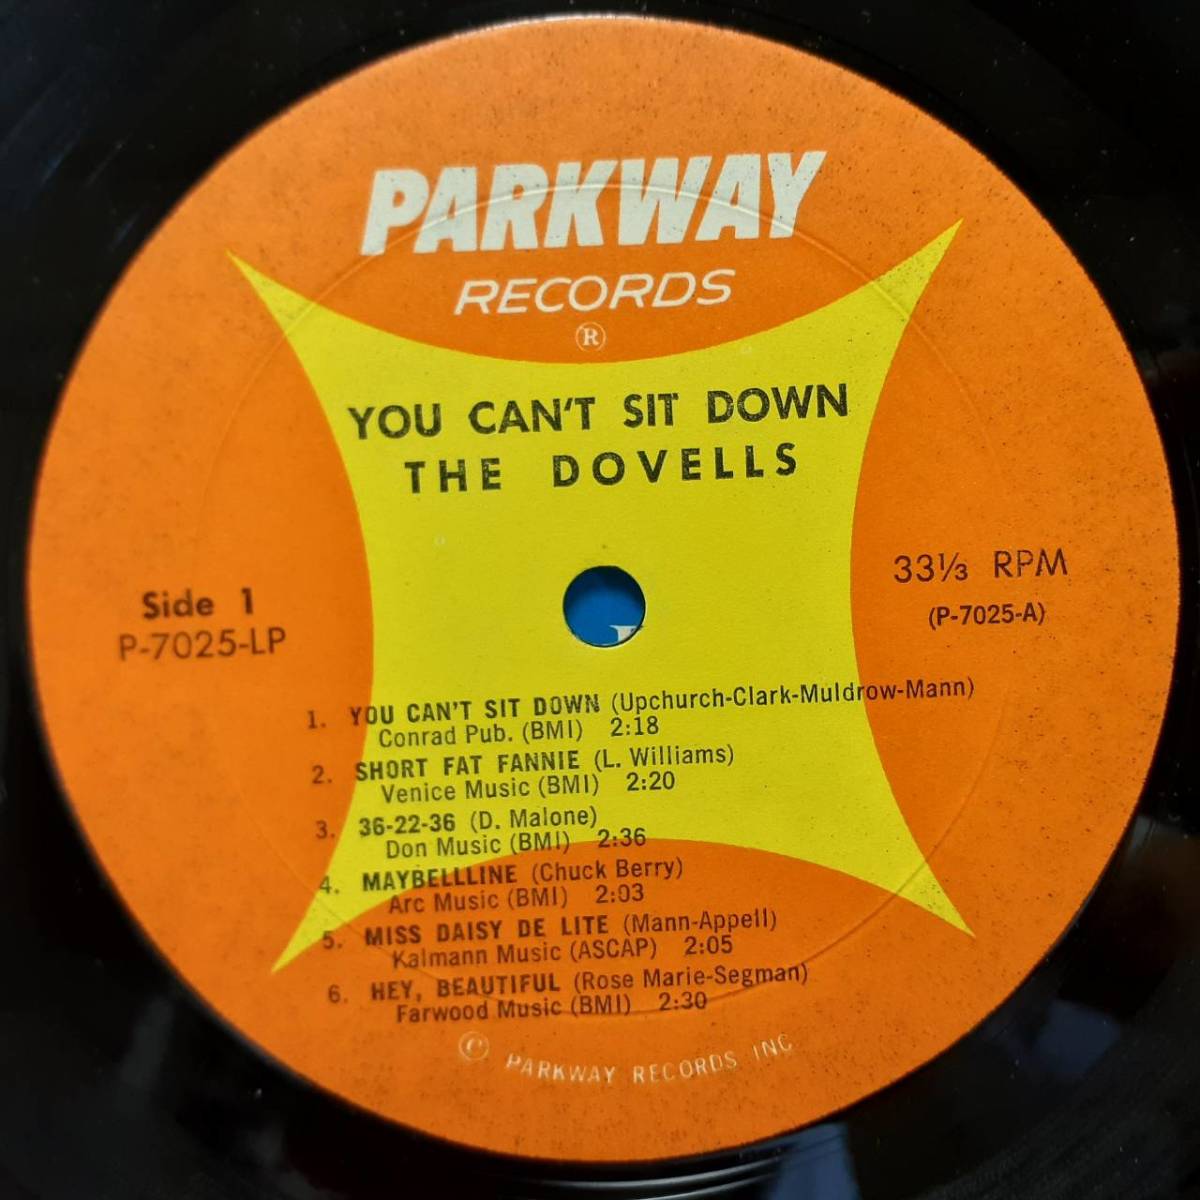 PARKWAY
RECORDS
®
YOU CAN'T SIT DOWN
THE DOVELLS
Side 1
P-7025-LP
33⅓ RPM
(P-7025-A)
1. YOU CAN'T SIT DOWN (Upchurch-Clark-Muldrow-Mann)
Conrad Pub. (BMI) 2:18
2. SHORT FAT FANNIE (L. Williams)
Venice Music (BMI) 2:20
3. 36-22-36 (D. Malone)
Don Music (BMI) 2:36
4. MAYBELLLINE (Chuck Berry)
Arc Music (BMI) 2:03
5. MISS DAISY DE LITE (Mann-Appell)
Kalmann Music (ASCAP) 2:05
6. HEY, BEAUTIFUL (Rose Marie-Segman)
Farwood Music (BMI) 2:30
© PARKWAY RECORDS INC